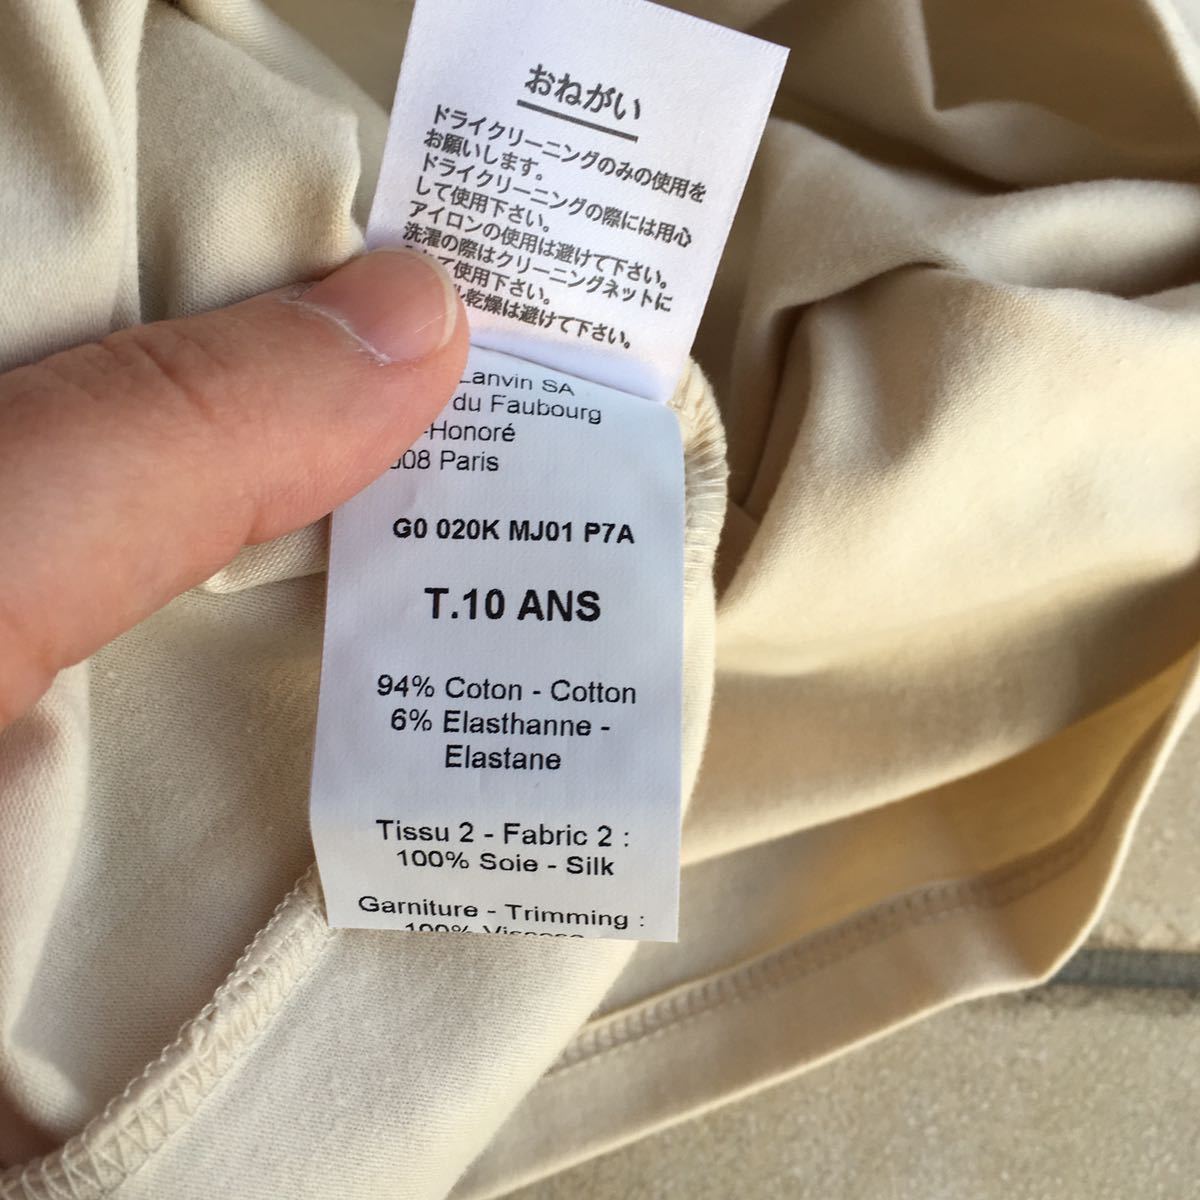 おねがい
ドライクリーニングのみの使用を
お願いします。
ドライクリーニングの際には用心
して使用下さい。
アイロンの使用は避けて下さい。
洗濯の際はクリーニングネットに
て使用下さい。
乾燥は避けて下さい。
Lanvin SA
du Faubourg
-Honoré
008 Paris
G0 020K MJ01 P7A
T.10 ANS
94% Coton - Cotton
6% Elasthanne -
Elastane
Tissu 2 - Fabric 2 :
100% Soie - Silk
Garniture - Trimming :
100% Viscose